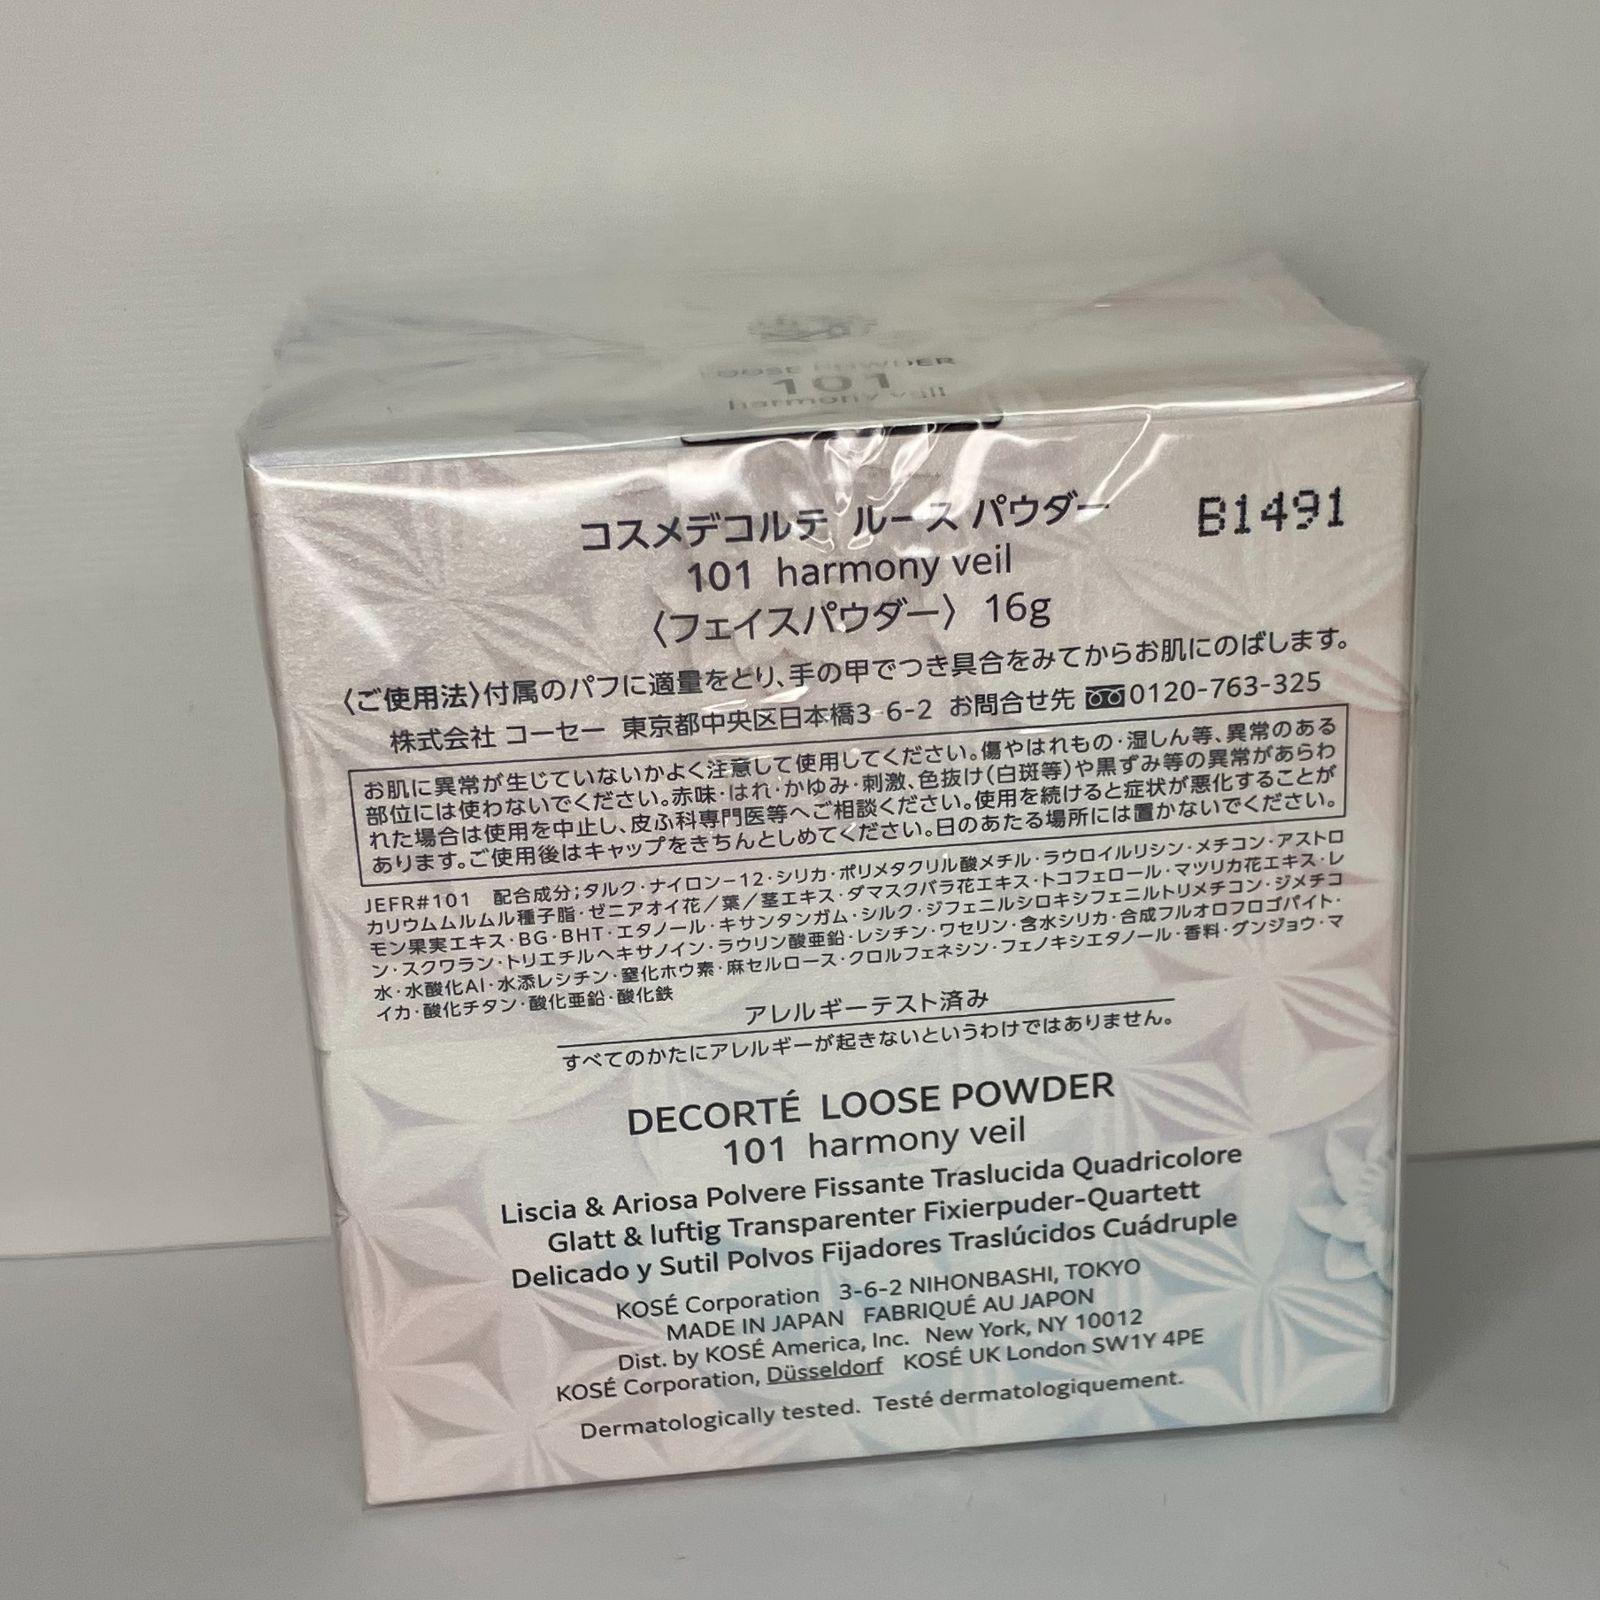 LOOSE POWDER
101
harmony veil
コスメデコルテ ルース パウダー
B1491
101 harmony veil
〈フェイスパウダー〉 16g
〈ご使用法〉付属のパフに適量をとり、手の甲でつき具合をみてからお肌にのばします。
株式会社 コーセー 東京都中央区日本橋3-6-2 お問合せ先 0120-763-325
お肌に異常が生じていないかよく注意して使用してください。傷やはれもの・湿しん等、異常のある
部位には使わないでください。赤味・はれ・かゆみ・刺激、色抜け(白斑等)や黒ずみ等の異常があらわ
れた場合は使用を中止し、皮ふ科専門医等へご相談ください。使用を続けると症状が悪化することが
あります。ご使用後はキャップをきちんとしめてください。日のあたる場所には置かないでください。
JEFR#101 配合成分;タルク・ナイロン-12・シリカ・ポリメタクリル酸メチル・ラウロイルリシン・メチコン・アストロ
カリウムムルムル種子脂・ゼニアオイ花/葉/茎エキス・ダマスクバラ花エキス・トコフェロール・マツリカ花エキス・レ
モン果実エキス・BG・BHT・エタノール・キサンタンガム・シルク・ジフェニルシロキシフェニルトリメチコン・ジメチコ
ン・スクワラン・トリエチルヘキサノイン・ラウリン酸亜鉛・レシチン・ワセリン・含水シリカ・合成フルオロフロゴパイト・
水・水酸化Al・水添レシチン・窒化ホウ素・麻セルロース・クロルフェネシン・フェノキシエタノール・香料・グンジョウ・マ
イカ・酸化チタン・酸化亜鉛・酸化鉄
アレルギーテスト済み
すべてのかたにアレルギーが起きないというわけではありません。
DECORTÉ LOOSE POWDER
101 harmony veil
Liscia & Ariosa Polvere Fissante Traslucida Quadricolore
Glatt & luftig Transparenter Fixierpuder-Quartett
Delicado y Sutil Polvos Fijadores Traslúcidos Cuádruple
KOSÉ Corporation 3-6-2 NIHONBASHI, TOKYO
MADE IN JAPAN FABRIQUÉ AU JAPON
Dist. by KOSÉ America, Inc. New York, NY 10012
KOSÉ Corporation, Düsseldorf KOSÉ UK London SW1Y 4PE
Dermatologically tested. Testé dermatologiquement.